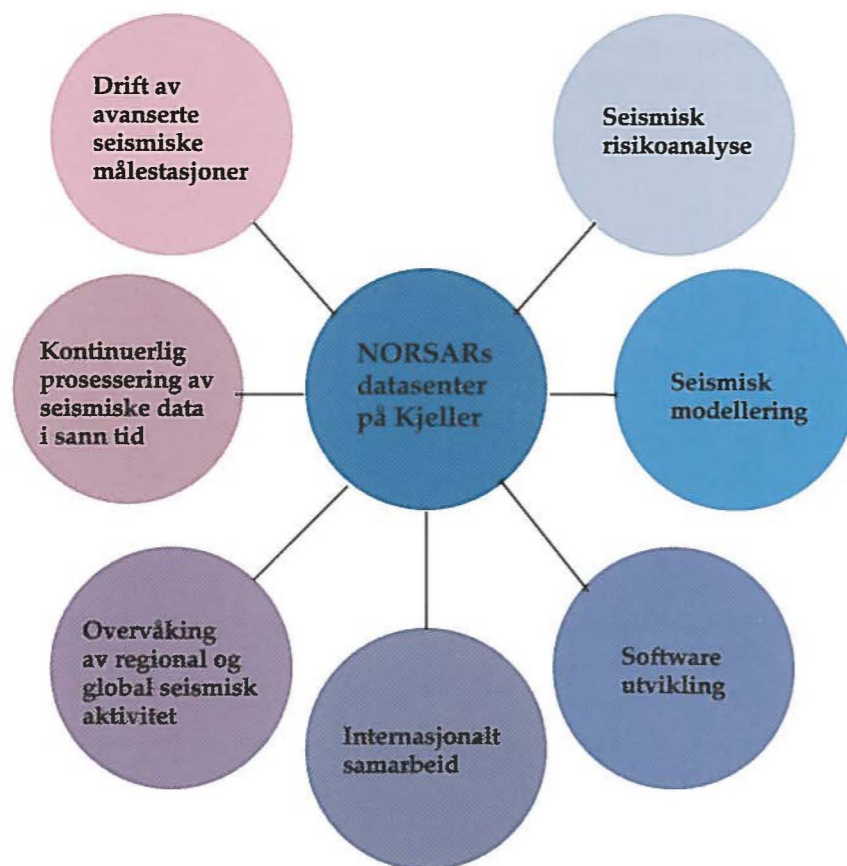 Drift av
avanserte
seismiske
målestasjoner
Seismisk
risikoanalyse
Kontinuerlig
prosessering av
seismiske data
i sann tid
NORSARs
datasenter
på Kjeller
Seismisk
modellering
Overvåking
av regional og
global seismisk
aktivitet
Internasjonalt
samarbeid
Software
utvikling